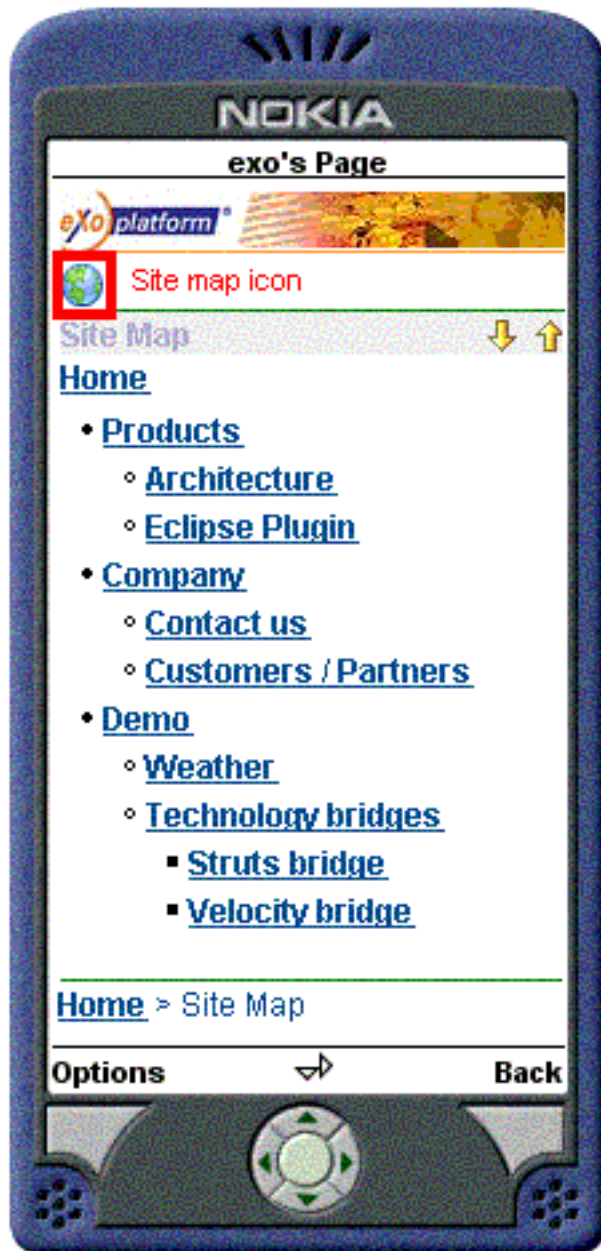 NOKIA
exo's Page
eXo platform
Site map icon
Site Map
Home
Products
Architecture
Eclipse Plugin
Company
Contact us
Customers / Partners
Demo
Weather
Technology bridges
Struts bridge
Velocity bridge
Home > Site Map
Options Back